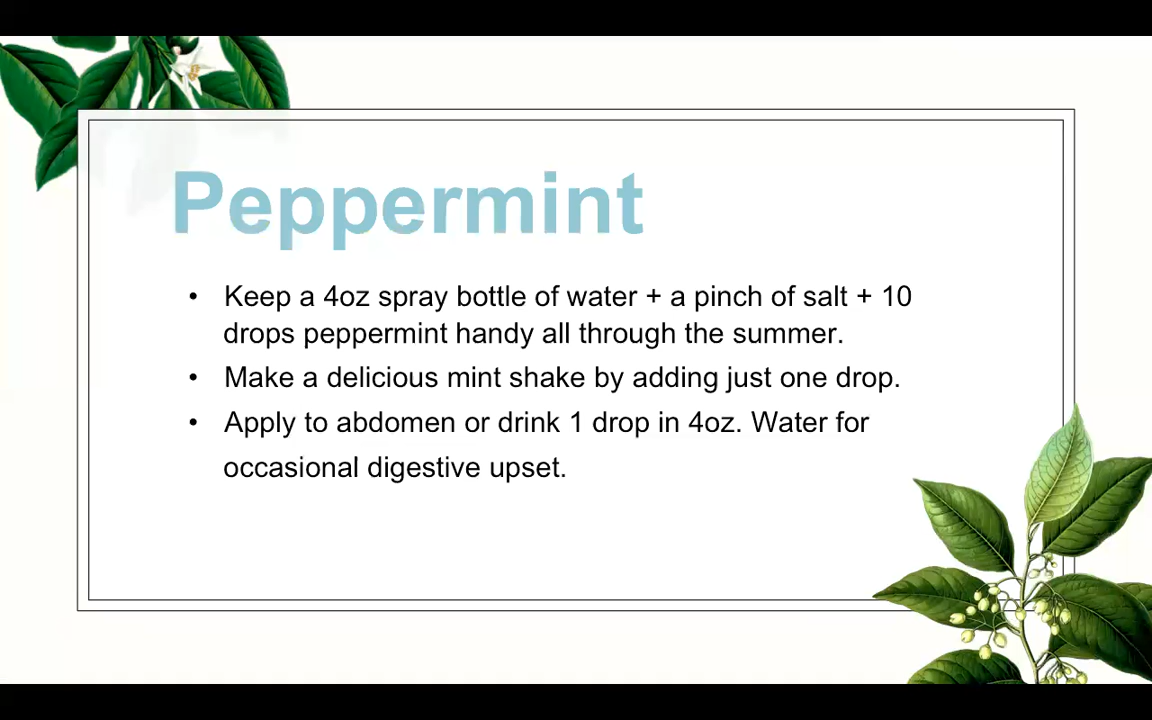 Peppermint
• Keep a 4oz spray bottle of water + a pinch of salt + 10
drops peppermint handy all through the summer.
• Make a delicious mint shake by adding just one drop.
• Apply to abdomen or drink 1 drop in 4oz. Water for
occasional digestive upset.